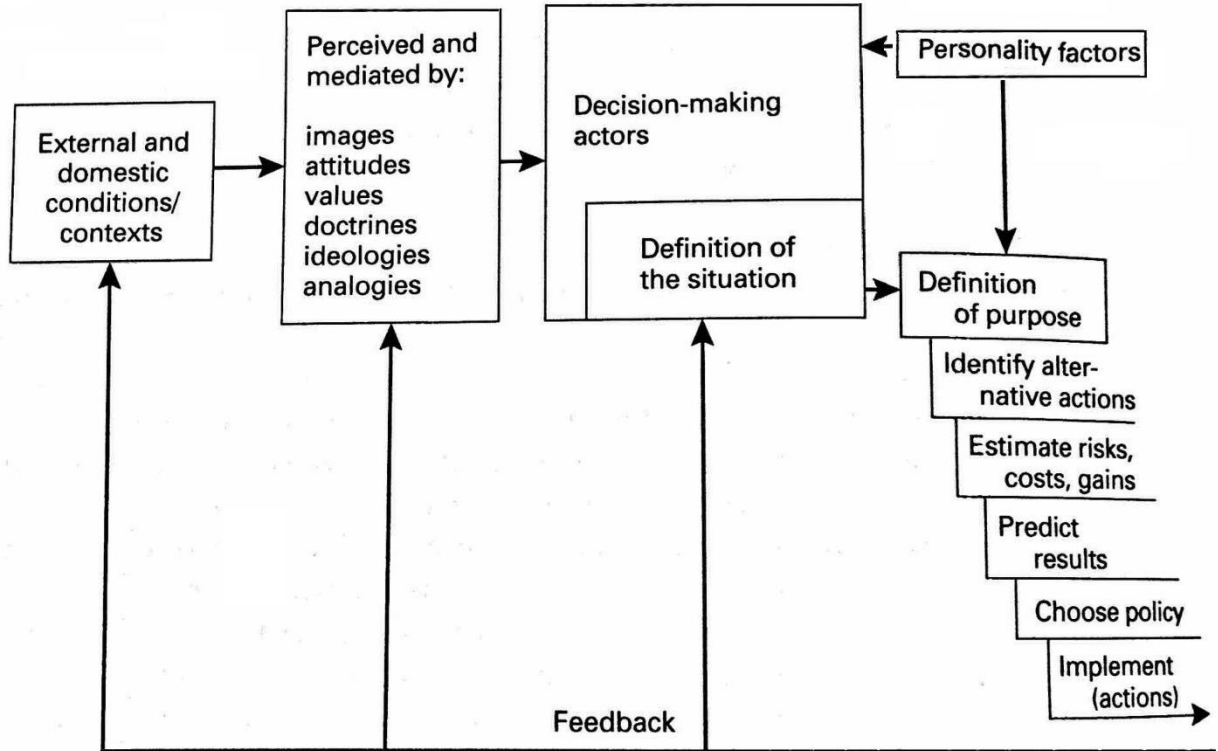 External and
domestic
conditions/
contexts
Perceived and
mediated by:
images
attitudes
values
doctrines
ideologies
analogies
Decision-making
actors
Definition of
the situation
Personality factors
Definition
of purpose
Identify alter-
native actions
Estimate risks,
costs, gains
Predict
results
Choose policy
Implement
(actions)
Feedback